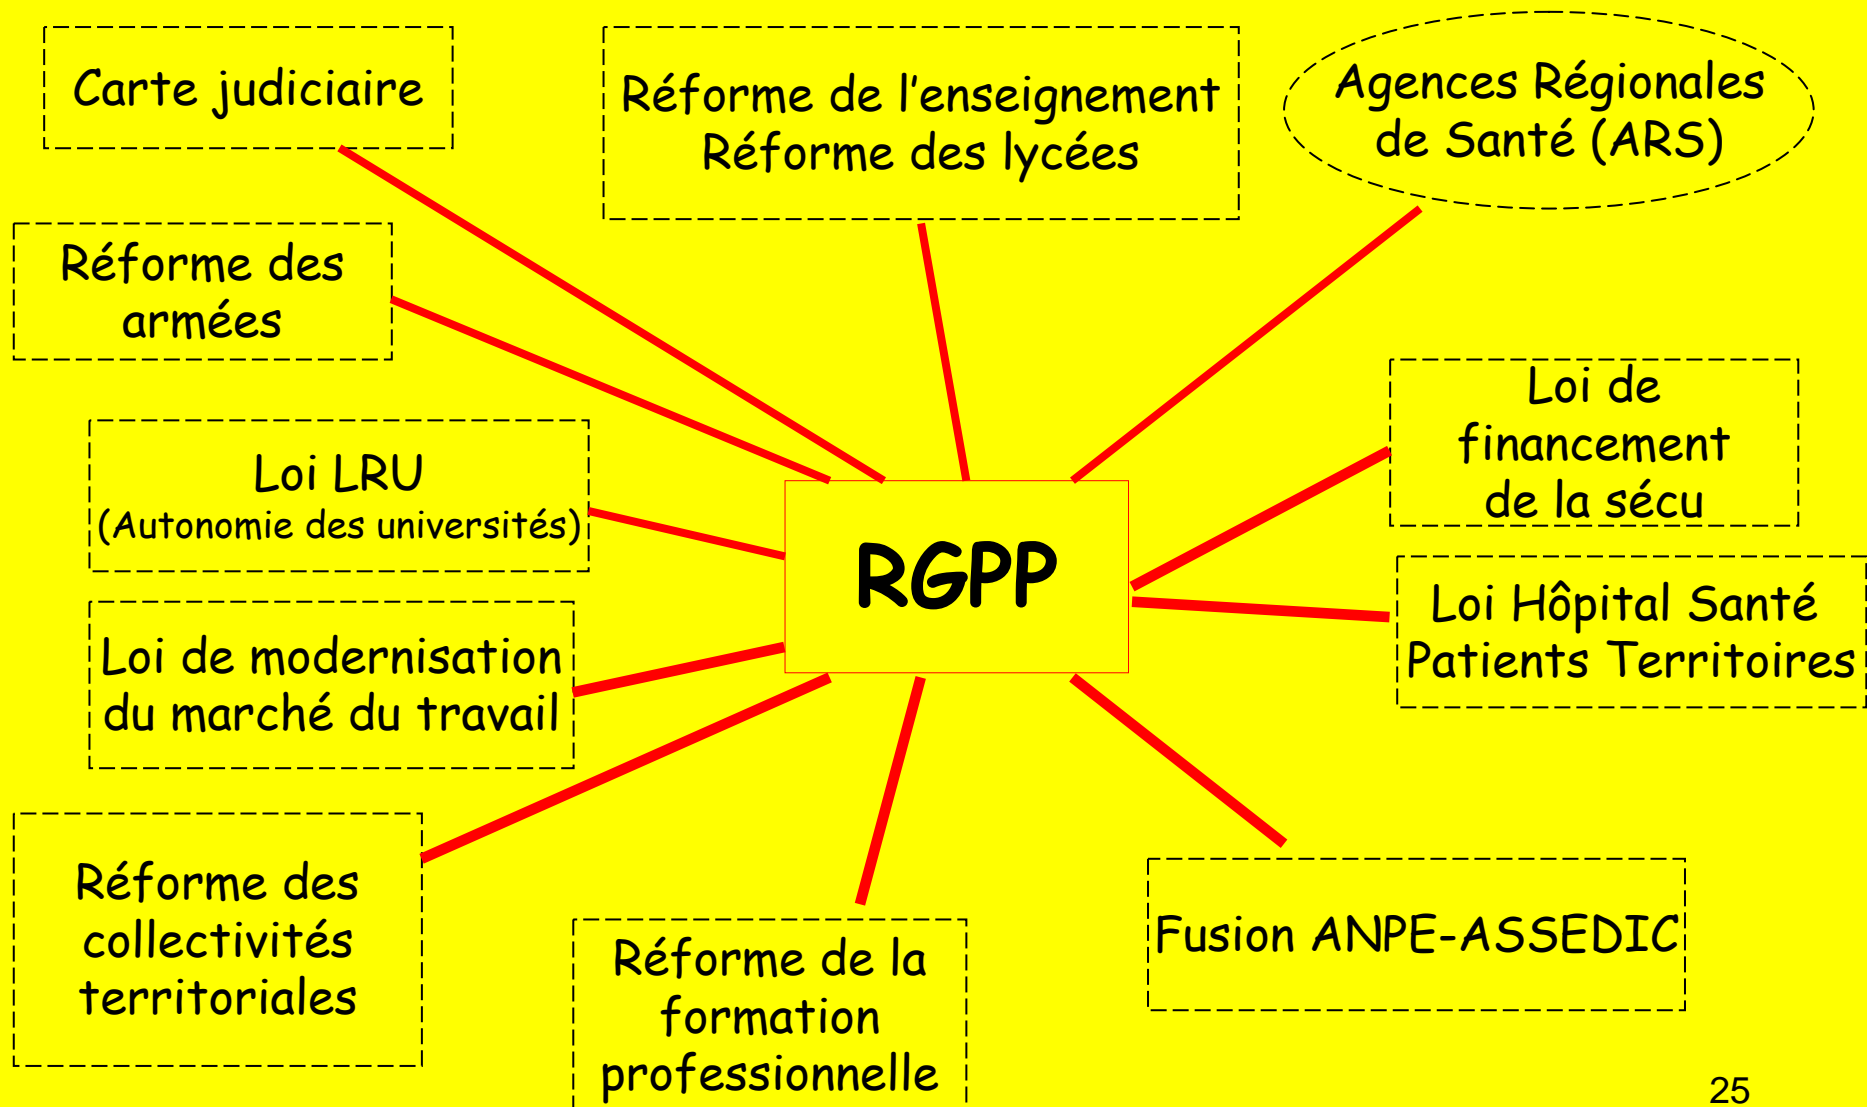 Carte judiciaire
Réforme de l'enseignement
Réforme des lycées
Agences Régionales
de Santé (ARS)
Réforme des
armées
Loi de
financement
de la sécu
Loi LRU
(Autonomie des universités)
RGPP
Loi Hôpital Santé
Patients Territoires
Loi de modernisation
du marché du travail
Réforme des
collectivités
territoriales
Réforme de la
formation
professionnelle
Fusion ANPE-ASSEDIC
25